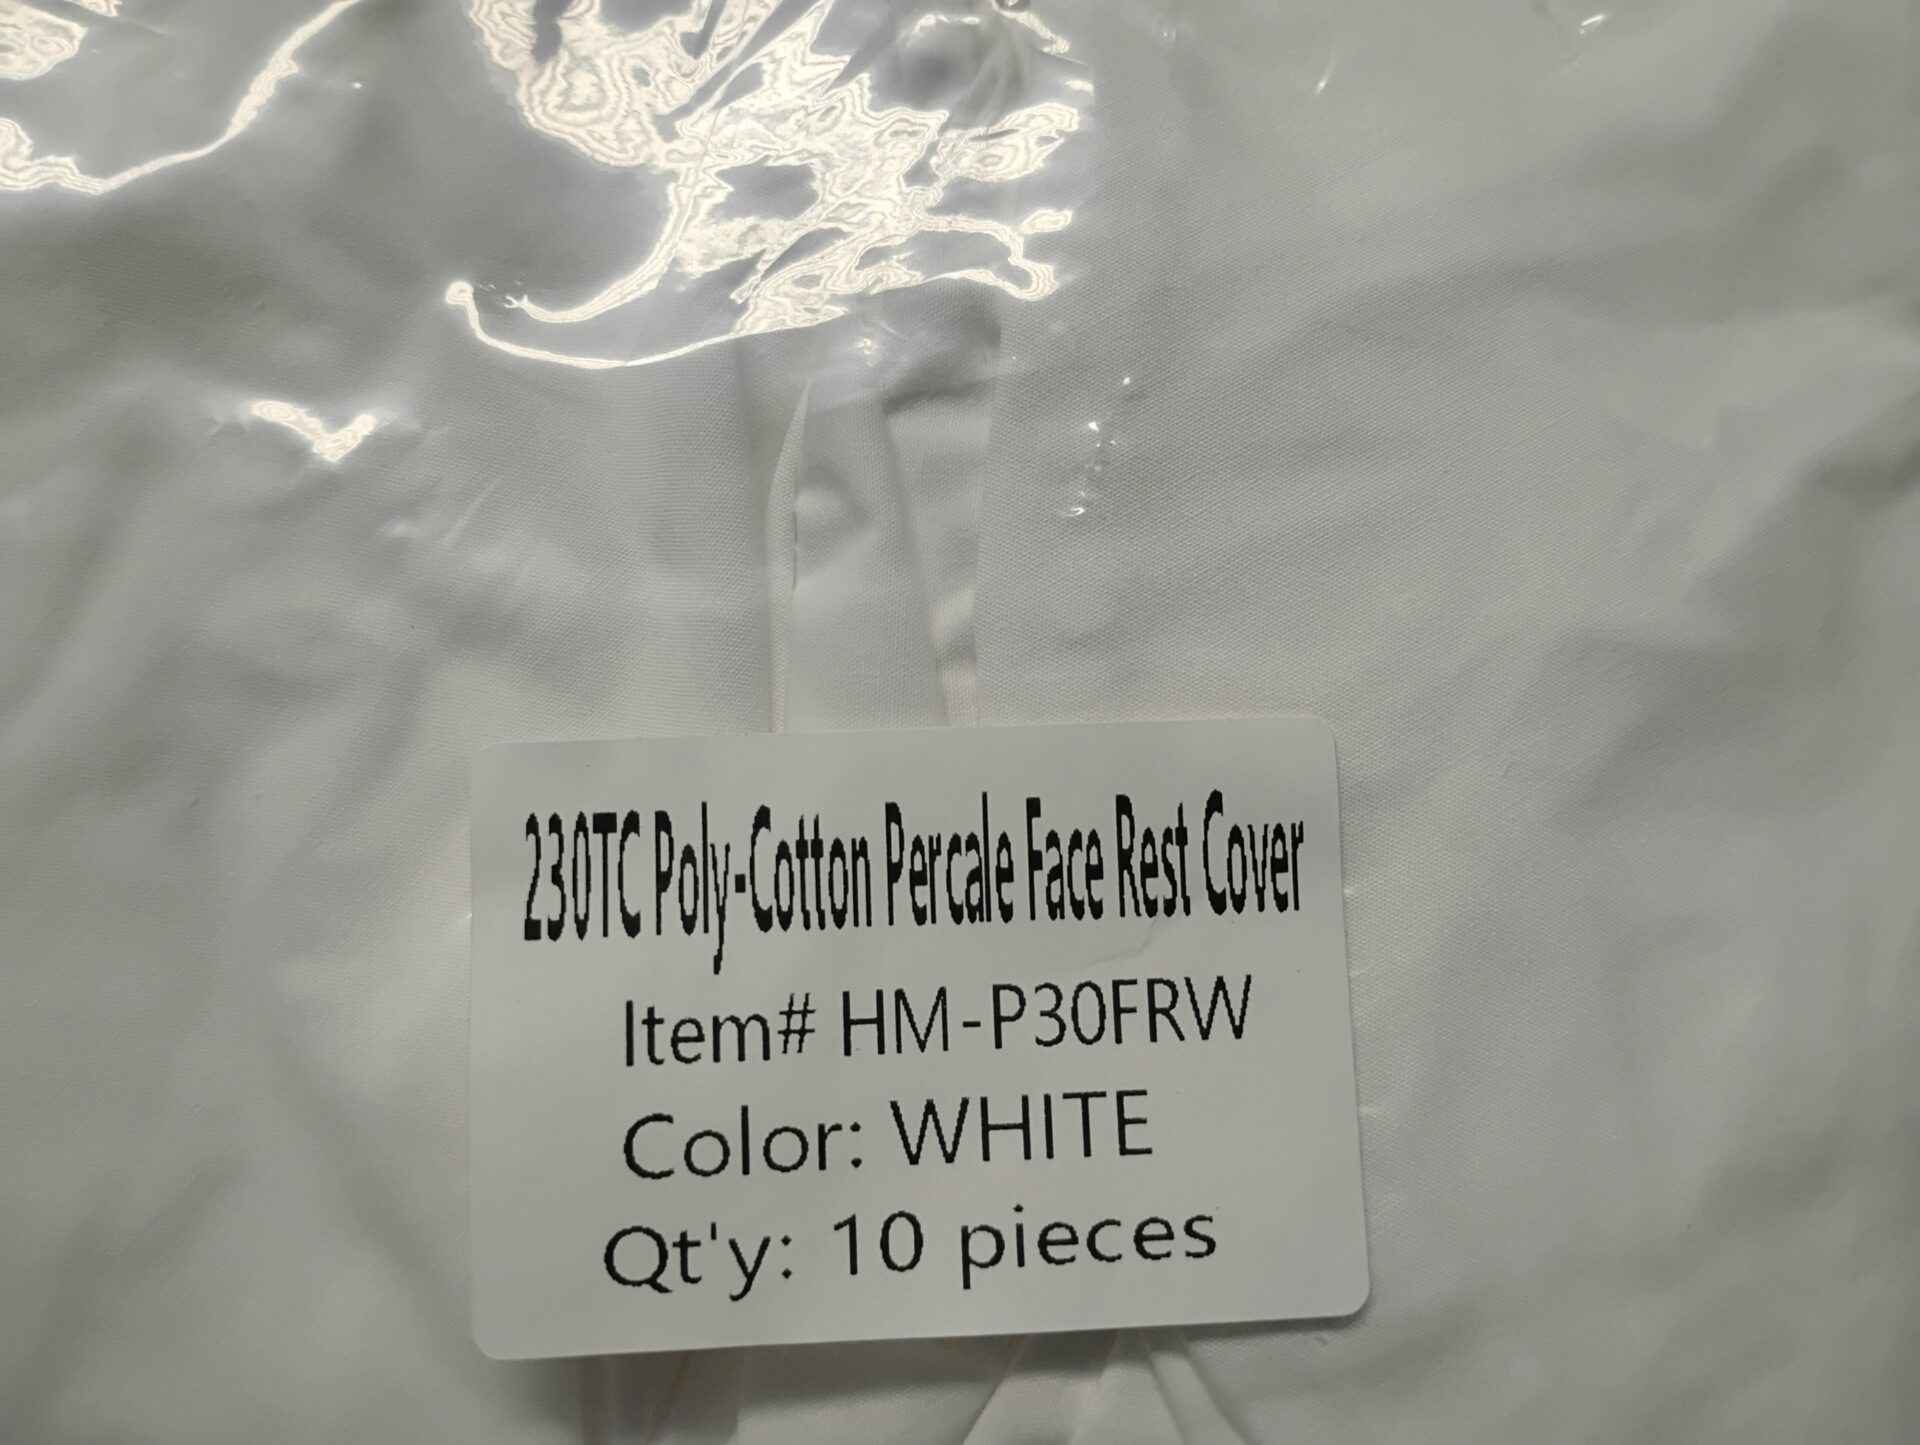 230TC Poly-Cotton Percale Face Rest Cover
Item# HM-P30FRW
Color: WHITE
Qt'y: 10 pieces